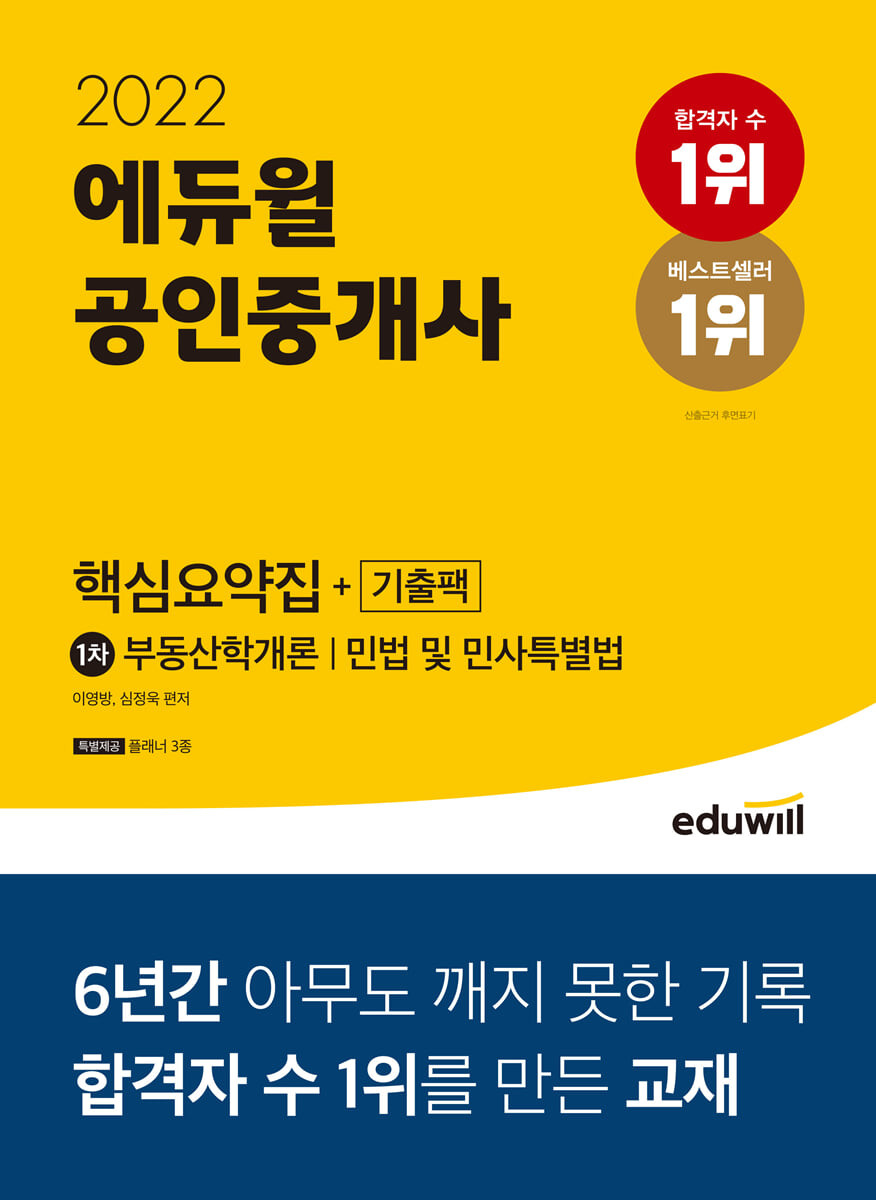 2022
에듀윌
공인중개사
합격자 수
1위
베스트셀러
1위
산출근거 후면표기
핵심요약집 + 기출팩
1차 부동산학개론 | 민법 및 민사특별법
이영방, 심정욱 편저
특별제공 플래너 3종
eduwill
6년간 아무도 깨지 못한 기록
합격자 수 1위를 만든 교재